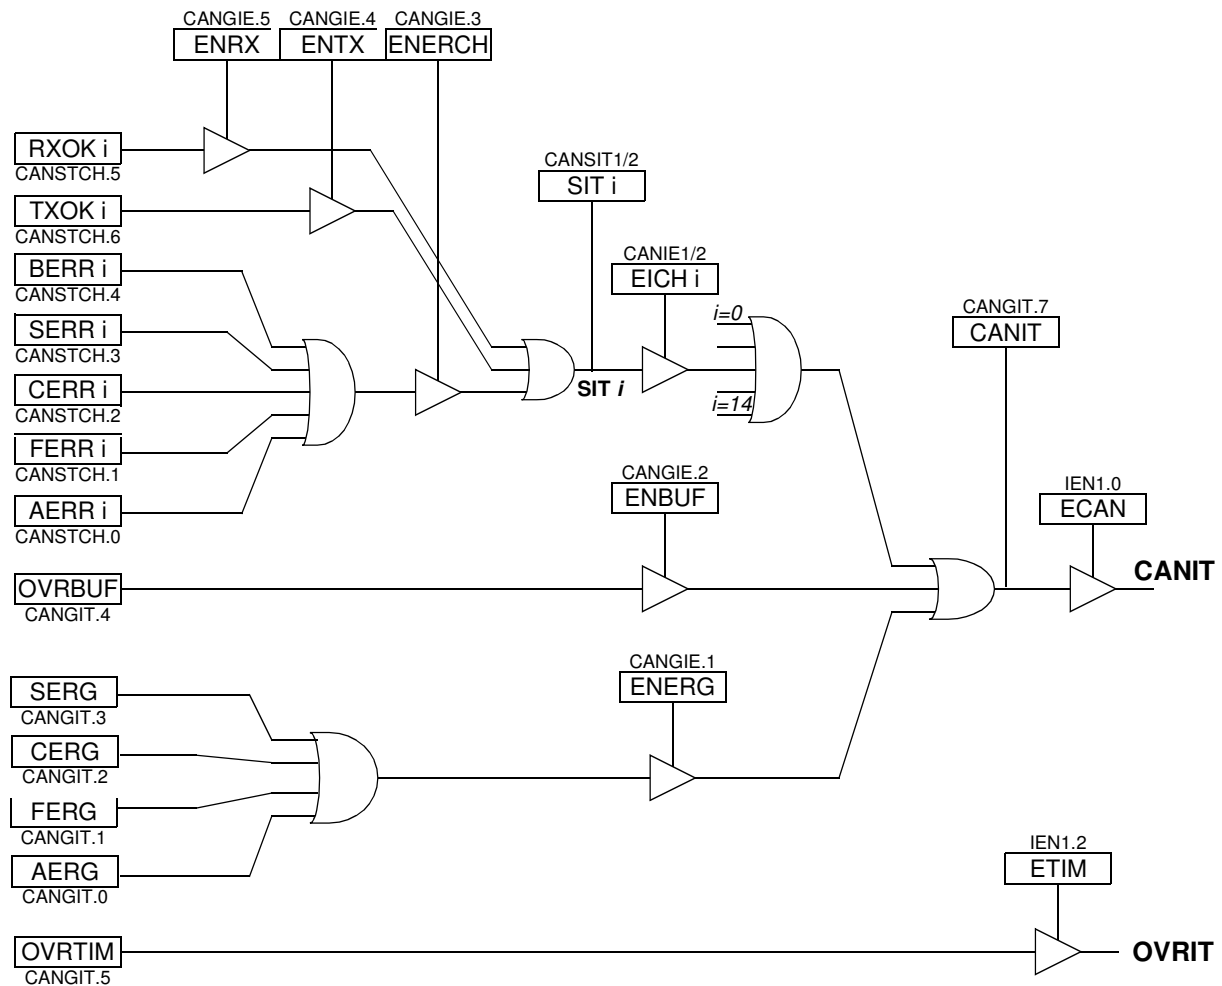 CANGIE.5 CANGIE.4 CANGIE.3
ENRX ENTX ENERCH
RXOK i
CANSTCH.5
TXOK i
CANSTCH.6
BERR i
CANSTCH.4
SERR i
CANSTCH.3
CERR i
CANSTCH.2
FERR i
CANSTCH.1
AERR i
CANSTCH.0
CANSIT1/2
SIT i
SIT i
CANIE1/2
EICH i
i=0
i=14
CANGIT.7
CANIT
CANGIE.2
ENBUF
IEN1.0
ECAN
CANIT
OVRBUF
CANGIT.4
SERG
CANGIT.3
CERG
CANGIT.2
FERG
CANGIT.1
AERG
CANGIT.0
CANGIE.1
ENERG
IEN1.2
ETIM
OVRTIM
CANGIT.5
OVRIT